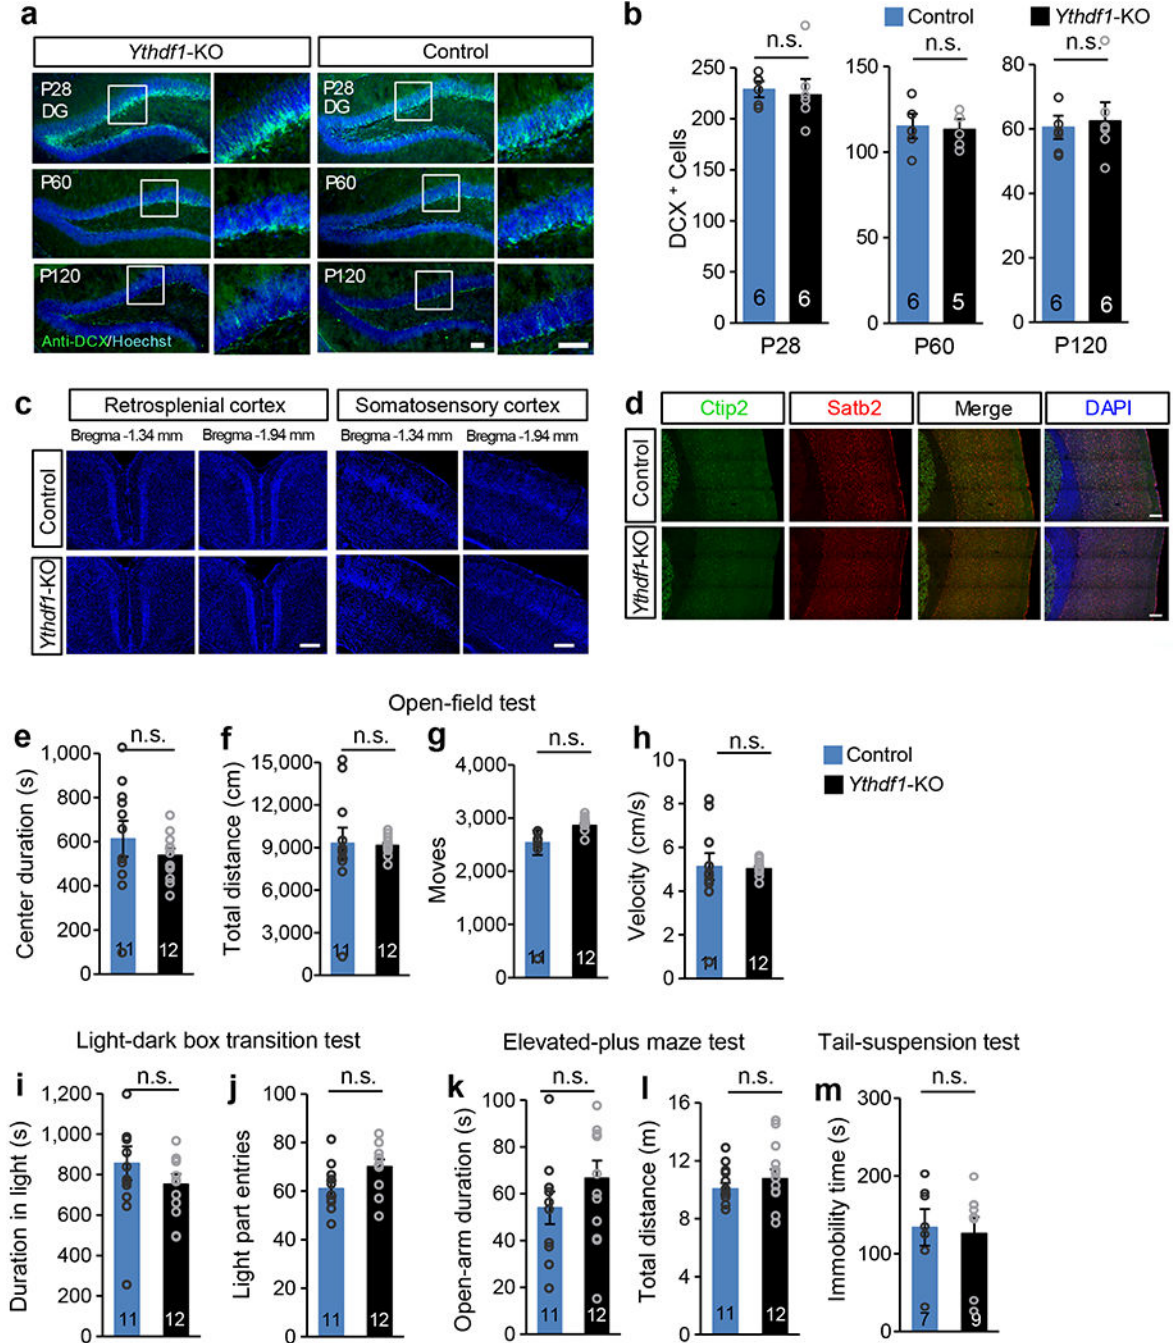 a
Ythdf1-KO Control
P28
DG
P28
DG
P60 P60
P120 P120
Anti-DCX/Hoechst
b
Control Ythdf1-KO
n.s. n.s. n.s.
DCX + Cells
250
200
150
100
50
0
6 6
P28
150
100
50
0
6 5
P60
80
60
40
20
0
6 6
P120
c
Retrosplenial cortex Somatosensory cortex
Bregma -1.34 mm Bregma -1.94 mm Bregma -1.34 mm Bregma -1.94 mm
Control
Ythdf1-KO
d
Ctip2 Satb2 Merge DAPI
Control
Ythdf1-KO
Open-field test
e
n.s.
Center duration (s)
1,000
800
600
400
200
0
11 12
f
n.s.
Total distance (cm)
15,000
12,000
9,000
6,000
3,000
0
11 12
g
n.s.
Moves
4,000
3,000
2,000
1,000
0
11 12
h
n.s.
Velocity (cm/s)
10
8
6
4
2
0
11 12
Control
Ythdf1-KO
Light-dark box transition test
i
n.s.
Duration in light (s)
1,200
1,000
800
600
400
200
0
11 12
j
n.s.
Light part entries
100
80
60
40
20
0
11 12
Elevated-plus maze test
k
n.s.
Open-arm duration (s)
100
80
60
40
20
0
11 12
l
n.s.
Total distance (m)
16
12
8
4
0
11 12
Tail-suspension test
m
n.s.
Immobility time (s)
300
200
100
0
7 9